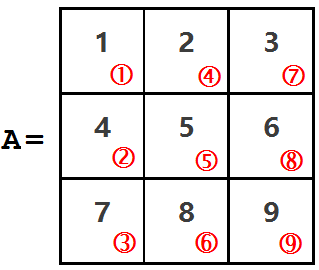 1 2 3
① ④ ⑦
A= 4 5 6
② ⑤ ⑧
7 8 9
③ ⑥ ⑨